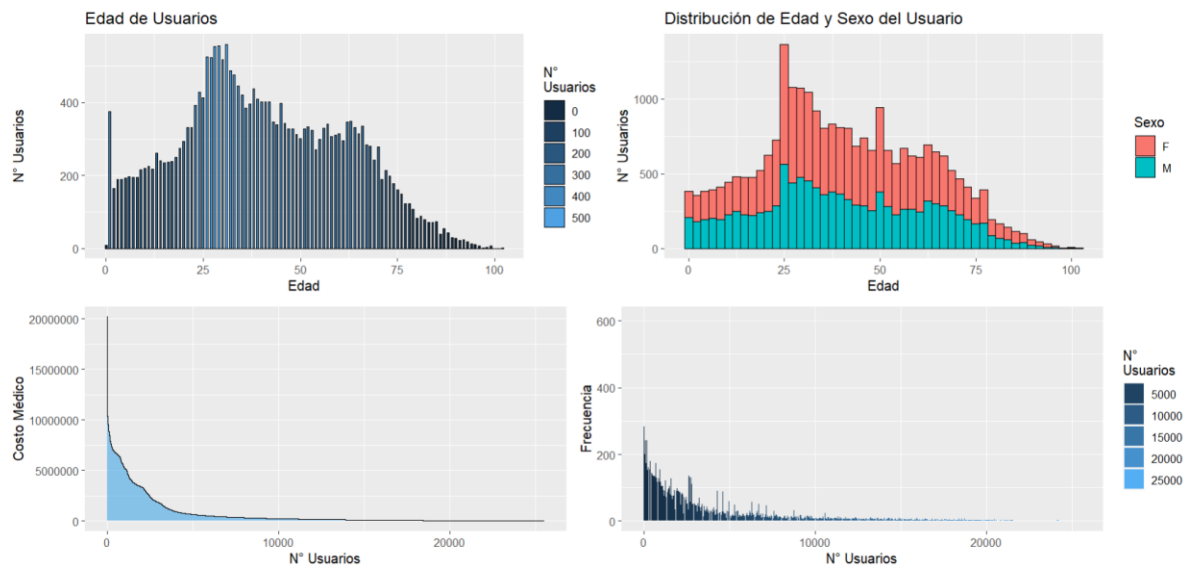 Edad de Usuarios
N° Usuarios
400
200
0
0
25
50
75
100
Edad
N°
Usuarios
0
100
200
300
400
500
Distribución de Edad y Sexo del Usuario
N° Usuarios
1000
500
0
0
25
50
75
100
Edad
Sexo
F
M
Costo Médico
20000000
15000000
10000000
5000000
0
0
10000
20000
N° Usuarios
Frecuencia
600
400
200
0
0
10000
20000
N° Usuarios
N°
Usuarios
5000
10000
15000
20000
25000